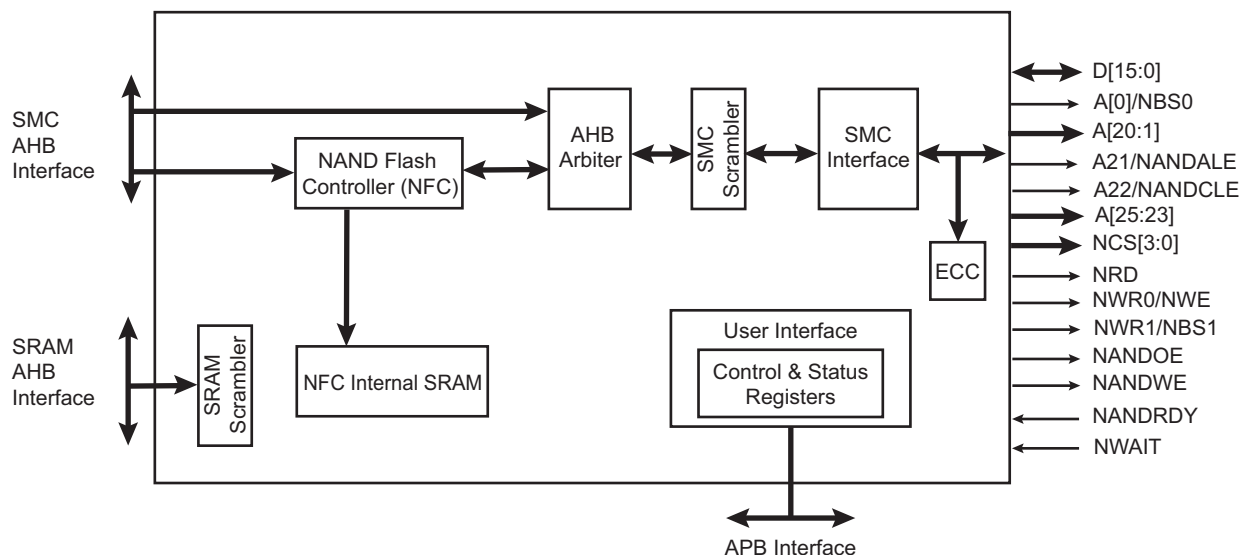 SMC
AHB
Interface
NAND Flash
Controller (NFC)
AHB
Arbiter
SMC
Scrambler
SMC
Interface
ECC
SRAM
AHB
Interface
SRAM
Scrambler
NFC Internal SRAM
User Interface
Control & Status
Registers
APB Interface
D[15:0]
A[0]/NBS0
A[20:1]
A21/NANDALE
A22/NANDCLE
A[25:23]
NCS[3:0]
NRD
NWR0/NWE
NWR1/NBS1
NANDOE
NANDWE
NANDRDY
NWAIT